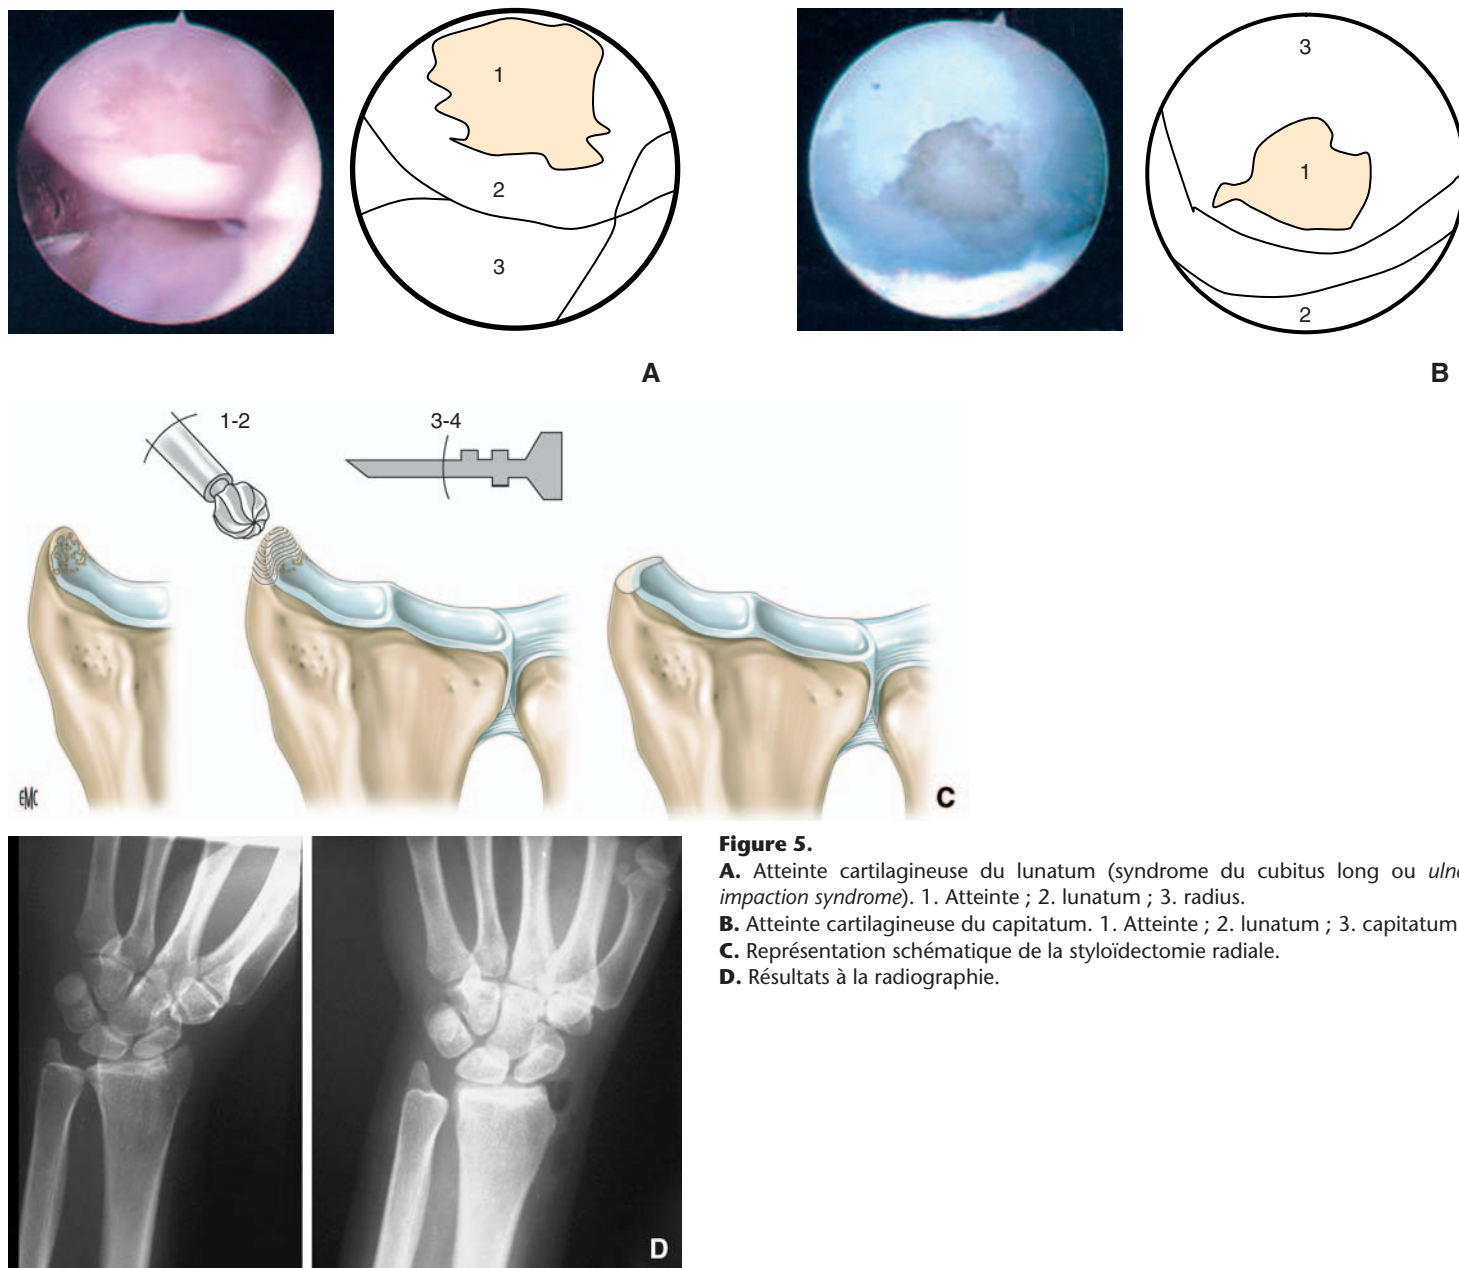 1
2
3
A
3
1
2
B
1-2
3-4
EMC
C
D
Figure 5.
A. Atteinte cartilagineuse du lunatum (syndrome du cubitus long ou
impaction syndrome). 1. Atteinte ; 2. lunatum ; 3. radius.
B. Atteinte cartilagineuse du capitatum. 1. Atteinte ; 2. lunatum ; 3. capitatum
C. Représentation schématique de la styloïdectomie radiale.
D. Résultats à la radiographie.